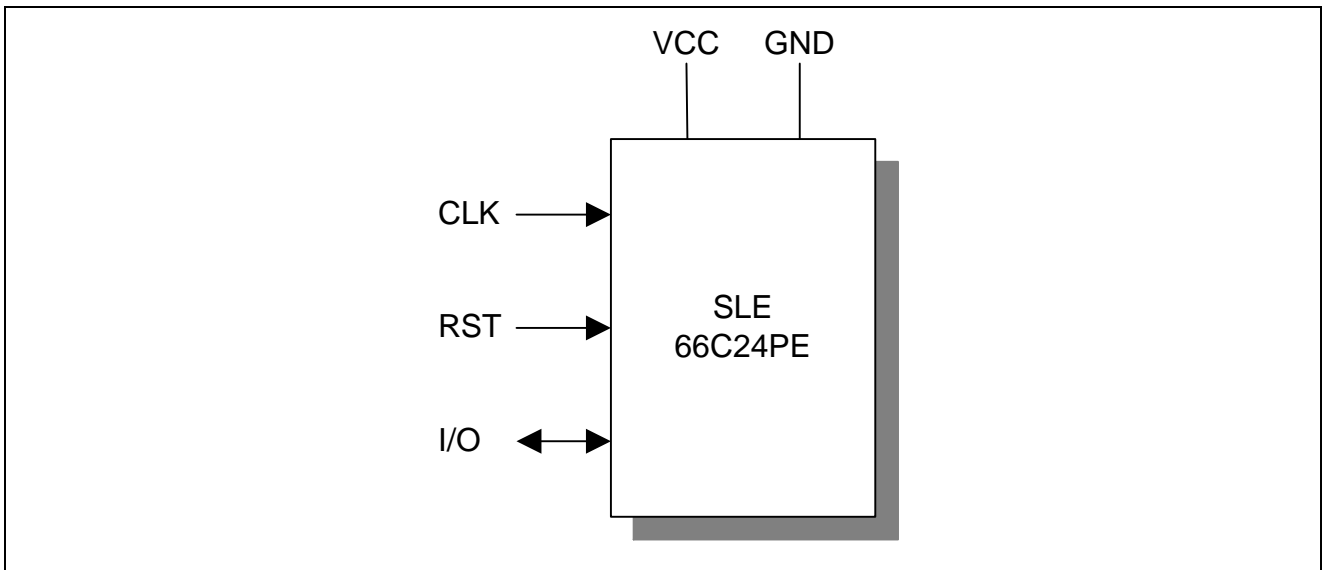 VCC GND
CLK
RST
I/O
SLE
66C24PE